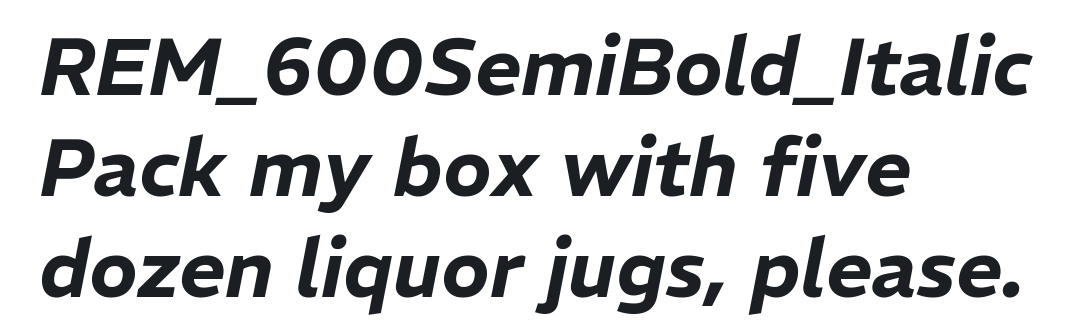 REM_600SemiBold_Italic
Pack my box with five
dozen liquor jugs, please.